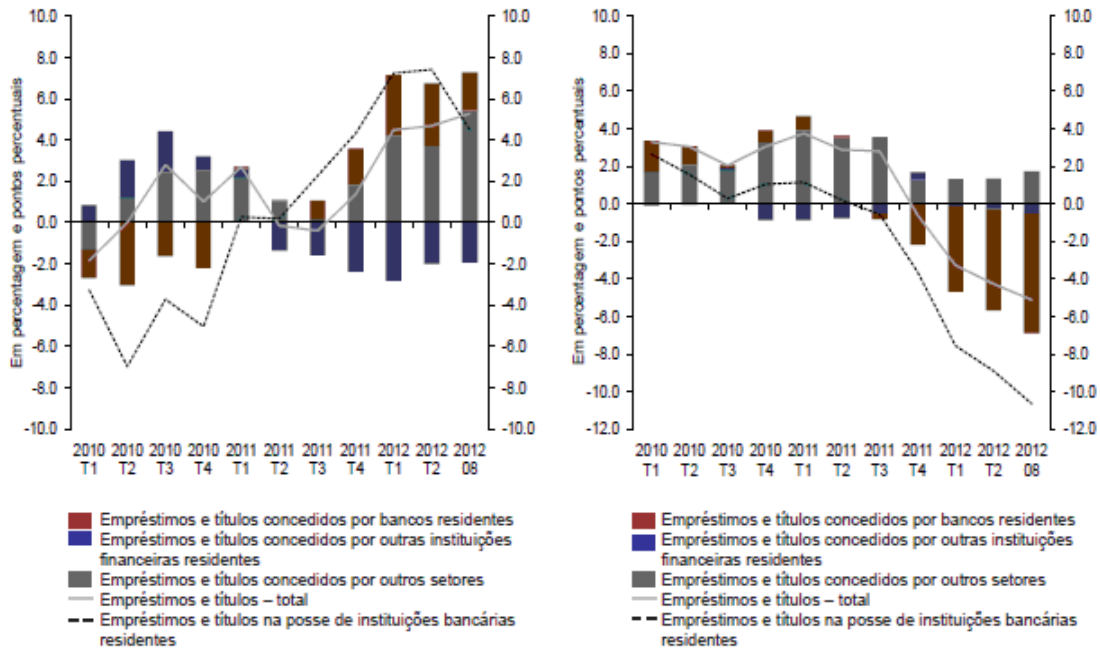 Em percentagem e pontos percentuais
10.0 10.0
8.0 8.0
6.0 6.0
4.0 4.0
2.0 2.0
0.0 0.0
-2.0 -2.0
-4.0 -4.0
-6.0 -6.0
-8.0 -8.0
-10.0 -10.0
2010 2010 2010 2010 2011 2011 2011 2011 2012 2012 2012
T1 T2 T3 T4 T1 T2 T3 T4 T1 T2 08
Empréstimos e títulos concedidos por bancos residentes
Empréstimos e títulos concedidos por outras instituições
financeiras residentes
Empréstimos e títulos concedidos por outros setores
Empréstimos e títulos – total
Empréstimos e títulos na posse de instituições bancárias
residentes
Em percentagem e pontos percentuais
10.0 10.0
8.0 8.0
6.0 6.0
4.0 4.0
2.0 2.0
0.0 0.0
-2.0 -2.0
-4.0 -4.0
-6.0 -6.0
-8.0 -8.0
-10.0 -10.0
-12.0 -12.0
2010 2010 2010 2010 2011 2011 2011 2011 2012 2012 2012
T1 T2 T3 T4 T1 T2 T3 T4 T1 T2 08
Empréstimos e títulos concedidos por bancos residentes
Empréstimos e títulos concedidos por outras instituições
financeiras residentes
Empréstimos e títulos concedidos por outros setores
Empréstimos e títulos – total
Empréstimos e títulos na posse de instituições bancárias
residentes